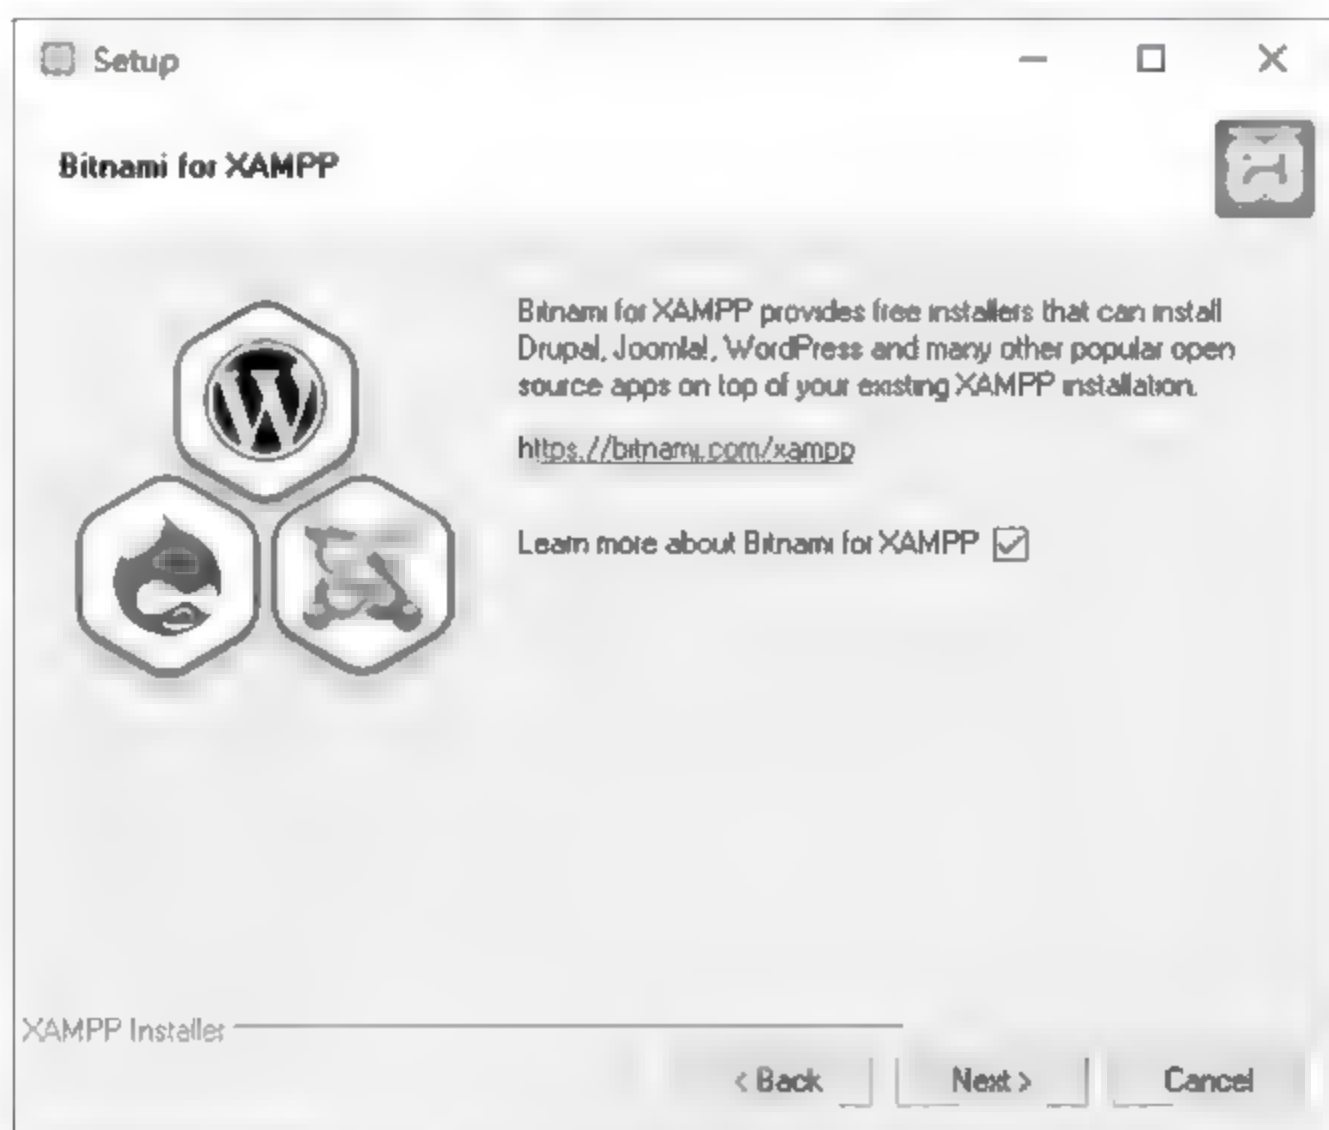 Setup
Bitnami for XAMPP
Bitnami for XAMPP provides free installers that can install
Drupal, Joomla!, WordPress and many other popular open
source apps on top of your existing XAMPP installation.
https://bitnami.com/xampp
Learn more about Bitnami for XAMPP
XAMPP Installer
< Back
Next >
Cancel